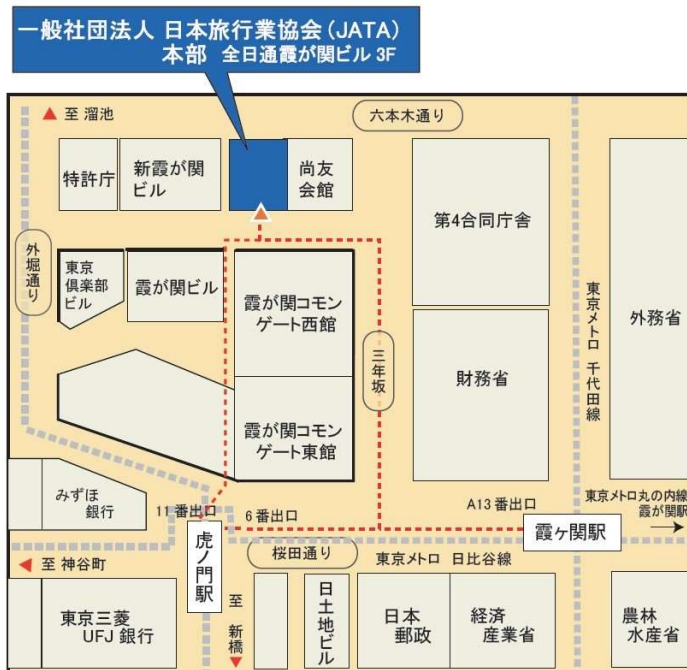 一般社団法人 日本旅行業協会(JATA)
本部 全日通霞が関ビル 3F
至 溜池
六本木通り
特許庁
新霞が関
ビル
尚友
会館
第4合同庁舎
外務省
外堀通り
東京
倶楽部
ビル
霞が関ビル
霞が関コモン
ゲート西館
三年坂
財務省
東京メトロ 千代田線
霞が関コモン
ゲート東館
みずほ
銀行
11番出口
6番出口
A13番出口
東京メトロ丸の内線
霞が関駅
虎ノ門駅
霞ヶ関駅
桜田通り
東京メトロ 日比谷線
至 神谷町
東京三菱
UFJ 銀行
至 新橋
日土地ビル
日本
郵政
経済
産業省
農林
水産省